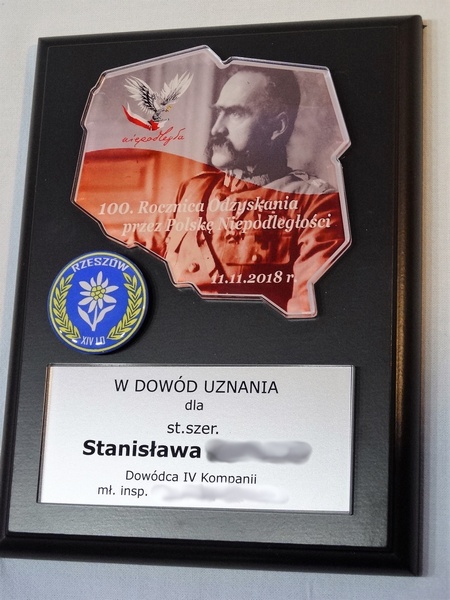 niepodległa
100. Rocznica Odzyskania
przez Polskę Niepodległości
11.11.2018 r
RZESZÓW
XIV LO
W DOWÓD UZNANIA
dla
st.szer.
Stanisława
Dowódca IV Kompanii
mł. insp.